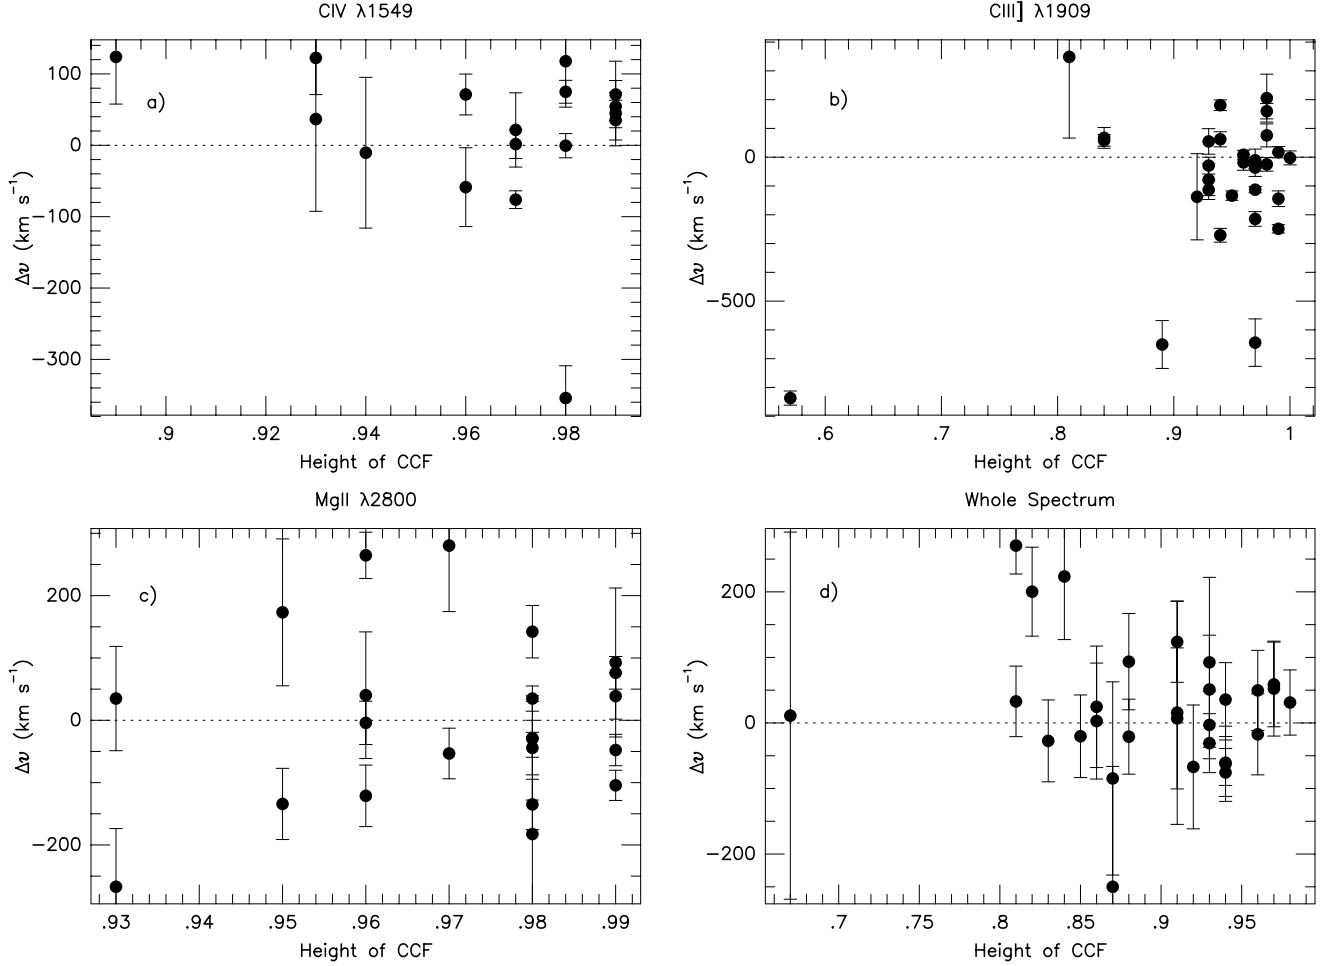 CIV λ1549
100
0
−100
−200
−300
Δv (km s⁻¹)
a)
.9 .92 .94 .96 .98
Height of CCF
CIII] λ1909
0
−500
Δv (km s⁻¹)
b)
.6 .7 .8 .9 1
Height of CCF
MgII λ2800
200
0
−200
Δv (km s⁻¹)
c)
.93 .94 .95 .96 .97 .98 .99
Height of CCF
Whole Spectrum
200
0
−200
Δv (km s⁻¹)
d)
.7 .75 .8 .85 .9 .95
Height of CCF